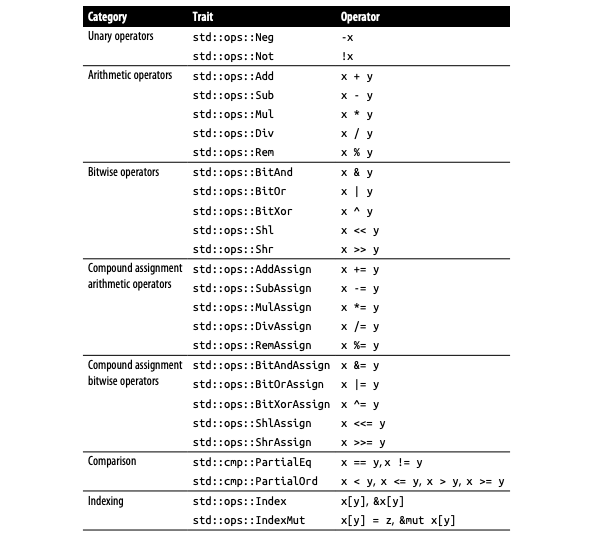 Category Trait Operator
Unary operators std::ops::Neg -x
std::ops::Not !x
Arithmetic operators std::ops::Add x + y
std::ops::Sub x - y
std::ops::Mul x * y
std::ops::Div x / y
std::ops::Rem x % y
Bitwise operators std::ops::BitAnd x & y
std::ops::BitOr x | y
std::ops::BitXor x ^ y
std::ops::Shl x << y
std::ops::Shr x >> y
Compound assignment std::ops::AddAssign x += y
arithmetic operators std::ops::SubAssign x -= y
std::ops::MulAssign x *= y
std::ops::DivAssign x /= y
std::ops::RemAssign x %= y
Compound assignment std::ops::BitAndAssign x &= y
bitwise operators std::ops::BitOrAssign x |= y
std::ops::BitXorAssign x ^= y
std::ops::ShlAssign x <<= y
std::ops::ShrAssign x >>= y
Comparison std::cmp::PartialEq x == y, x != y
std::cmp::PartialOrd x < y, x <= y, x > y, x >= y
Indexing std::ops::Index x[y], &x[y]
std::ops::IndexMut x[y] = z, &mut x[y]